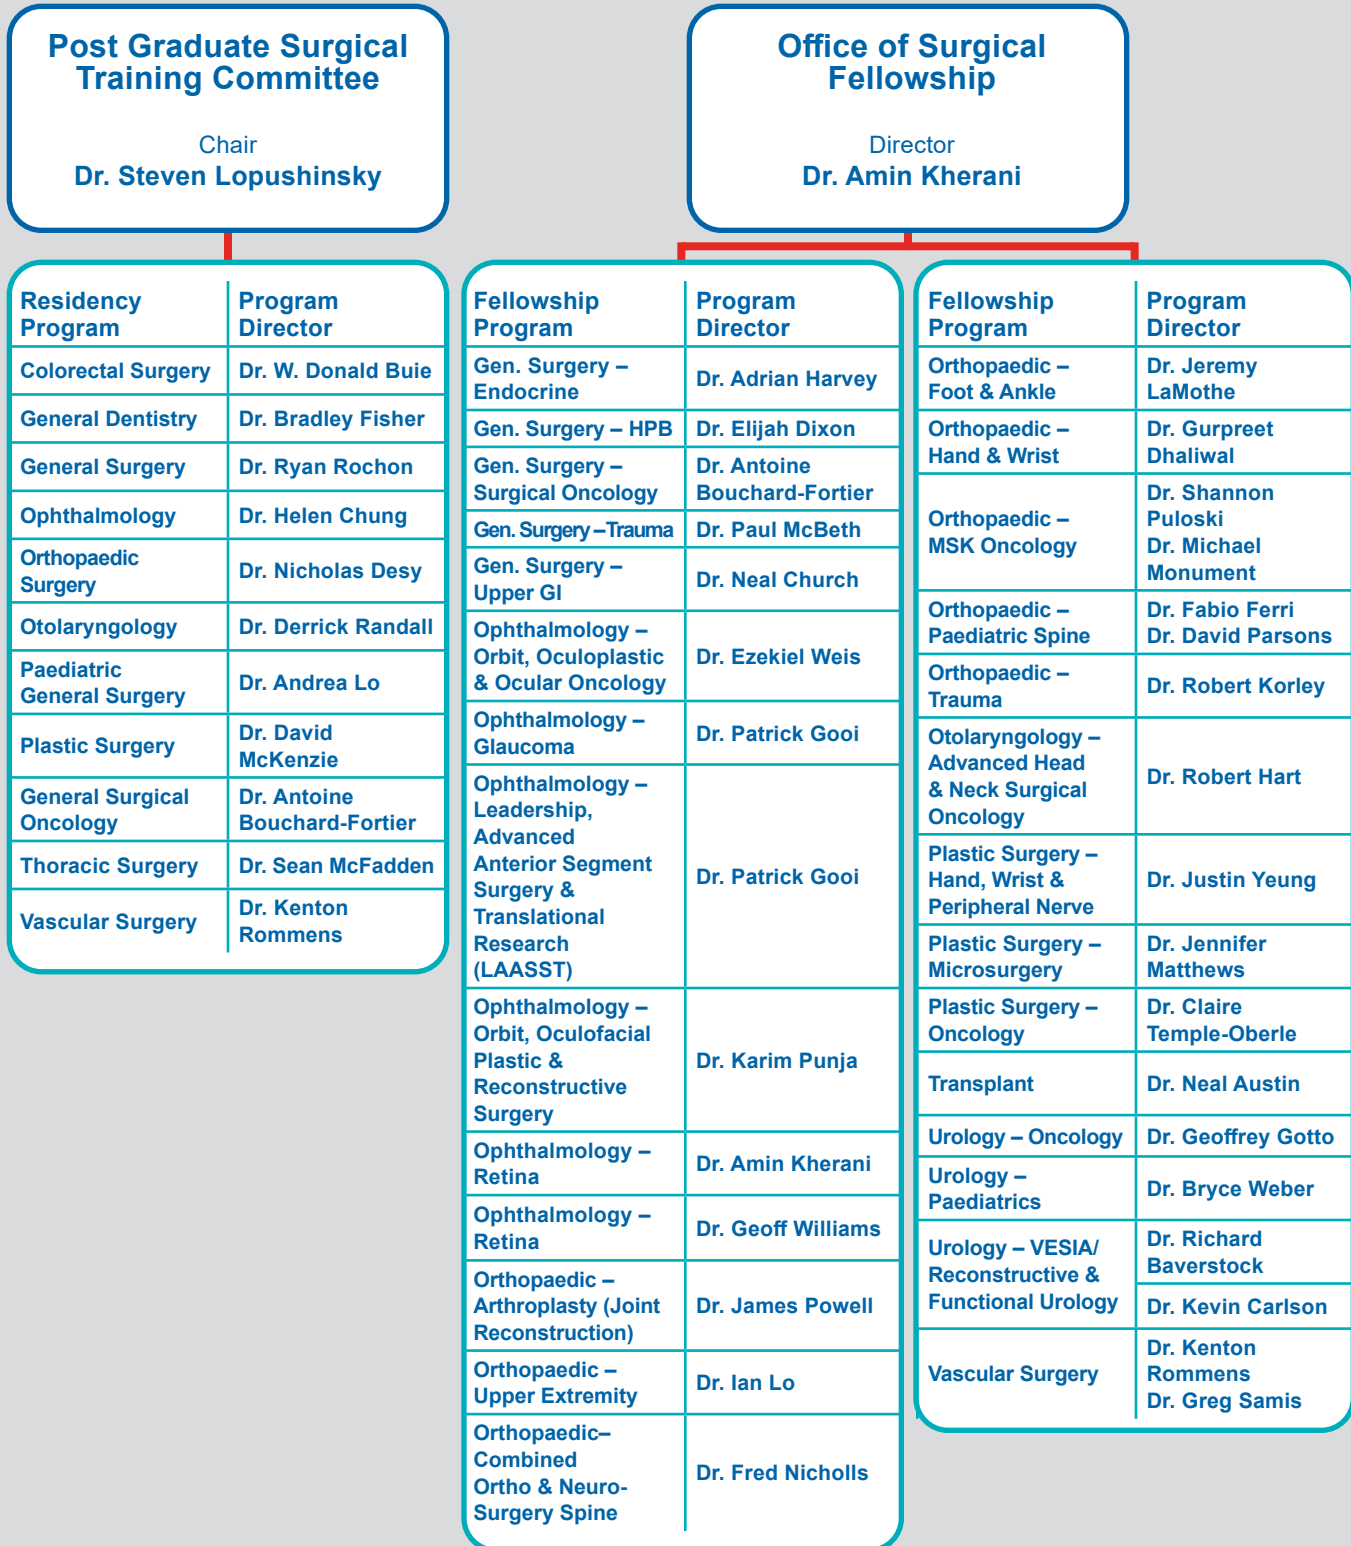 Post Graduate Surgical
Training Committee
Chair
Dr. Steven Lopushinsky
Office of Surgical
Fellowship
Director
Dr. Amin Kherani
Residency
Program
Program
Director
Colorectal Surgery
Dr. W. Donald Buie
General Dentistry
Dr. Bradley Fisher
General Surgery
Dr. Ryan Rochon
Ophthalmology
Dr. Helen Chung
Orthopaedic
Surgery
Dr. Nicholas Desy
Otolaryngology
Dr. Derrick Randall
Paediatric
General Surgery
Dr. Andrea Lo
Plastic Surgery
Dr. David
McKenzie
General Surgical
Oncology
Dr. Antoine
Bouchard-Fortier
Thoracic Surgery
Dr. Sean McFadden
Vascular Surgery
Dr. Kenton
Rommens
Fellowship
Program
Program
Director
Gen. Surgery –
Endocrine
Dr. Adrian Harvey
Gen. Surgery – HPB
Dr. Elijah Dixon
Gen. Surgery –
Surgical Oncology
Dr. Antoine
Bouchard-Fortier
Gen. Surgery –Trauma
Dr. Paul McBeth
Gen. Surgery –
Upper GI
Dr. Neal Church
Ophthalmology –
Orbit, Oculoplastic
& Ocular Oncology
Dr. Ezekiel Weis
Ophthalmology –
Glaucoma
Dr. Patrick Gooi
Ophthalmology –
Leadership,
Advanced
Anterior Segment
Surgery &
Translational
Research
(LAASST)
Dr. Patrick Gooi
Ophthalmology –
Orbit, Oculofacial
Plastic &
Reconstructive
Surgery
Dr. Karim Punja
Ophthalmology –
Retina
Dr. Amin Kherani
Ophthalmology –
Retina
Dr. Geoff Williams
Orthopaedic –
Arthroplasty (Joint
Reconstruction)
Dr. James Powell
Orthopaedic –
Upper Extremity
Dr. Ian Lo
Orthopaedic–
Combined
Ortho & Neuro-
Surgery Spine
Dr. Fred Nicholls
Fellowship
Program
Program
Director
Orthopaedic –
Foot & Ankle
Dr. Jeremy
LaMothe
Orthopaedic –
Hand & Wrist
Dr. Gurpreet
Dhaliwal
Orthopaedic –
MSK Oncology
Dr. Shannon
Puloski
Dr. Michael
Monument
Orthopaedic –
Paediatric Spine
Dr. Fabio Ferri
Dr. David Parsons
Orthopaedic –
Trauma
Dr. Robert Korley
Otolaryngology –
Advanced Head
& Neck Surgical
Oncology
Dr. Robert Hart
Plastic Surgery –
Hand, Wrist &
Peripheral Nerve
Dr. Justin Yeung
Plastic Surgery –
Microsurgery
Dr. Jennifer
Matthews
Plastic Surgery –
Oncology
Dr. Claire
Temple-Oberle
Transplant
Dr. Neal Austin
Urology – Oncology
Dr. Geoffrey Gotto
Urology –
Paediatrics
Dr. Bryce Weber
Urology – VESIA/
Reconstructive &
Functional Urology
Dr. Richard
Baverstock
Dr. Kevin Carlson
Vascular Surgery
Dr. Kenton
Rommens
Dr. Greg Samis